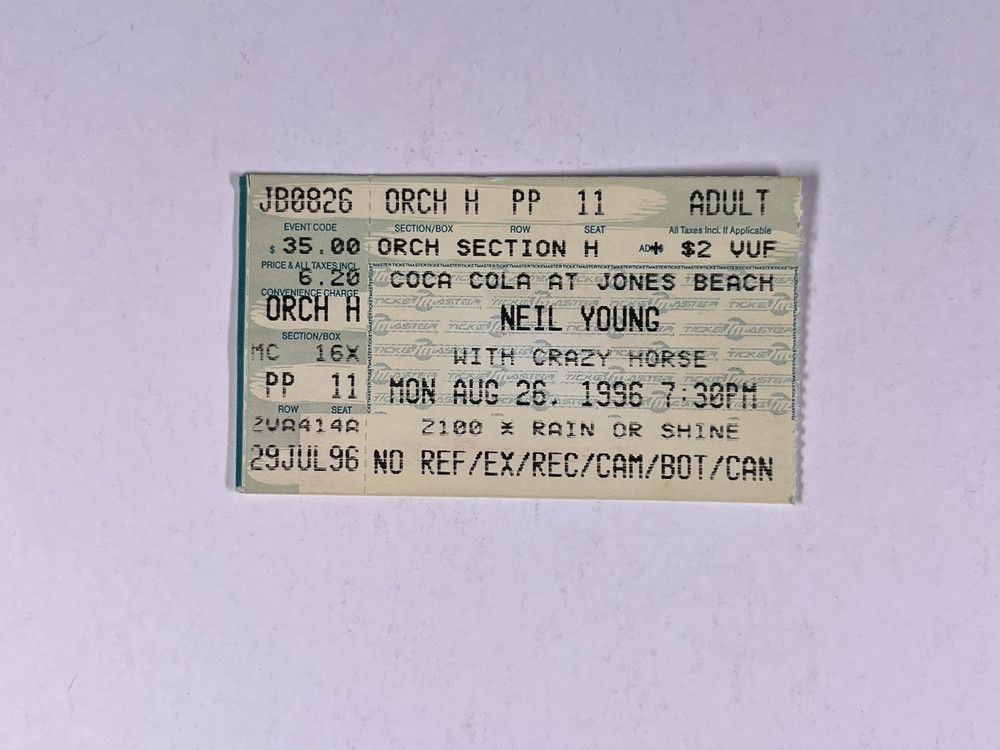 JB0826 ORCH H PP 11 ADULT
EVENT CODE SECTION/BOX ROW SEAT All Taxes Incl. If Applicable
$ 35.00 ORCH SECTION H $2 VUF
PRICE & ALL TAXES INCL.
6.20 COCA COLA AT JONES BEACH
CONVENIENCE CHARGE
ORCH H NEIL YOUNG
SECTION/BOX
MC 16X WITH CRAZY HORSE
PP 11 MON AUG 26, 1996 7:30PM
ROW SEAT
ZVA414A 2100 * RAIN OR SHINE
29JUL96 NO REF/EX/REC/CAM/BOT/CAN